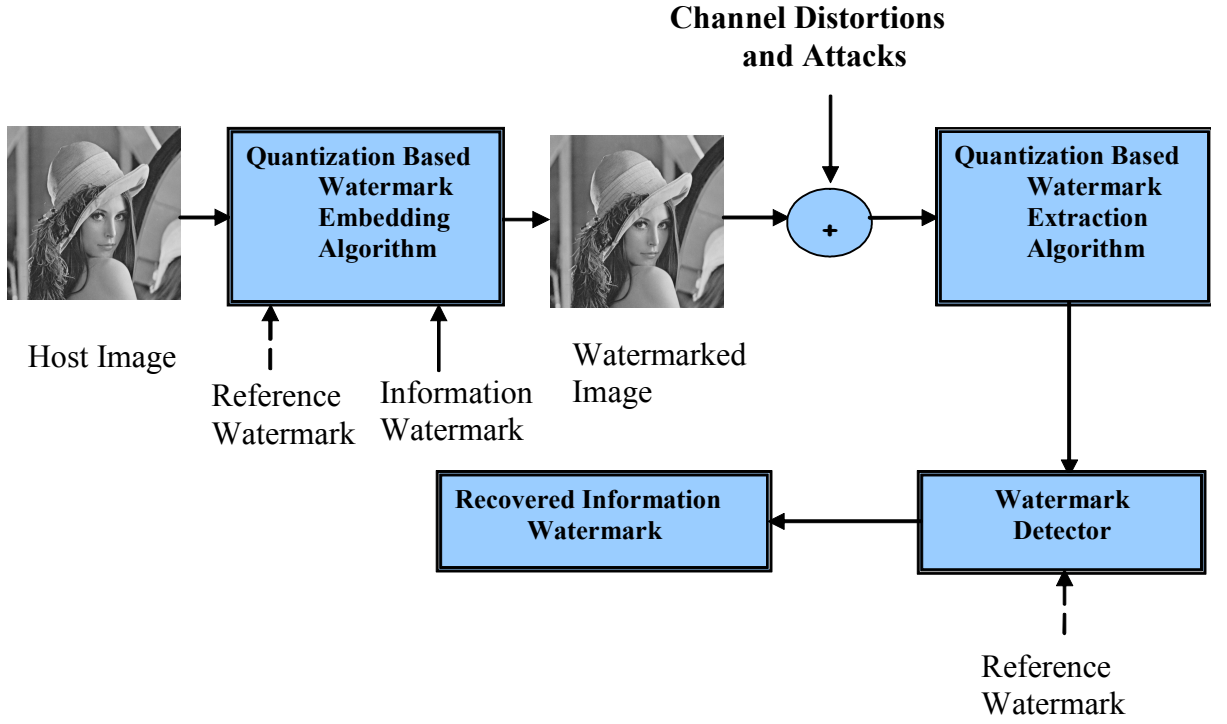 Channel Distortions
and Attacks
Quantization Based
Watermark
Embedding
Algorithm
Quantization Based
Watermark
Extraction
Algorithm
+
Host Image
Reference
Watermark
Information
Watermark
Watermarked
Image
Recovered Information
Watermark
Watermark
Detector
Reference
Watermark